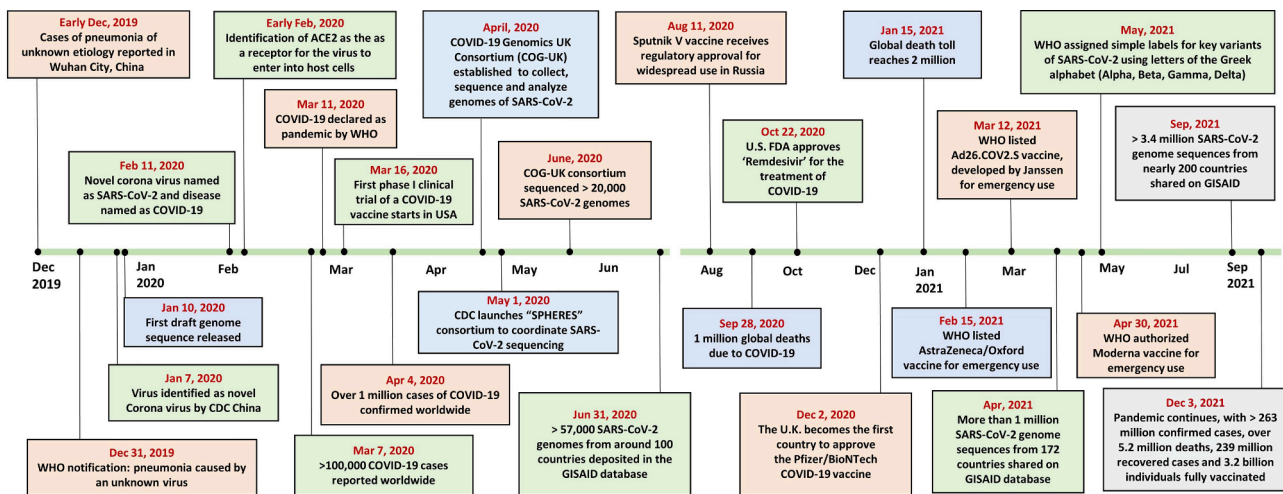 Early Dec, 2019
Cases of pneumonia of
unknown etiology reported in
Wuhan City, China
Early Feb, 2020
Identification of ACE2 as the as
a receptor for the virus to
enter into host cells
April, 2020
COVID-19 Genomics UK
Consortium (COG-UK)
established to collect,
sequence and analyze
genomes of SARS-CoV-2
Aug 11, 2020
Sputnik V vaccine receives
regulatory approval for
widespread use in Russia
Jan 15, 2021
Global death toll
reaches 2 million
May, 2021
WHO assigned simple labels for key variants
of SARS-CoV-2 using letters of the Greek
alphabet (Alpha, Beta, Gamma, Delta)
Mar 11, 2020
COVID-19 declared as
pandemic by WHO
Feb 11, 2020
Novel corona virus named
as SARS-CoV-2 and disease
named as COVID-19
Mar 16, 2020
First phase I clinical
trial of a COVID-19
vaccine starts in USA
June, 2020
COG-UK consortium
sequenced > 20,000
SARS-CoV-2 genomes
Oct 22, 2020
U.S. FDA approves
‘Remdesivir’ for the
treatment of
COVID-19
Mar 12, 2021
WHO listed
Ad26.COV2.S vaccine,
developed by Janssen
for emergency use
Sep, 2021
> 3.4 million SARS-CoV-2
genome sequences from
nearly 200 countries
shared on GISAID
Dec
2019
Jan
2020
Feb
Mar
Apr
May
Jun
Aug
Oct
Dec
Jan
2021
Mar
May
Jul
Sep
2021
Jan 10, 2020
First draft genome
sequence released
Jan 7, 2020
Virus identified as novel
Corona virus by CDC China
Dec 31, 2019
WHO notification: pneumonia caused by
an unknown virus
Mar 7, 2020
>100,000 COVID-19 cases
reported worldwide
Apr 4, 2020
Over 1 million cases of COVID-19
confirmed worldwide
May 1, 2020
CDC launches “SPHERES”
consortium to coordinate SARS-
CoV-2 sequencing
Jun 31, 2020
> 57,000 SARS-CoV-2
genomes from around 100
countries deposited in the
GISAID database
Sep 28, 2020
1 million global deaths
due to COVID-19
Dec 2, 2020
The U.K. becomes the first
country to approve
the Pfizer/BioNTech
COVID-19 vaccine
Feb 15, 2021
WHO listed
AstraZeneca/Oxford
vaccine for emergency use
Apr, 2021
More than 1 million
SARS-CoV-2 genome
sequences from 172
countries shared on
GISAID database
Apr 30, 2021
WHO authorized
Moderna vaccine for
emergency use
Dec 3, 2021
Pandemic continues, with > 263
million confirmed cases, over
5.2 million deaths, 239 million
recovered cases and 3.2 billion
individuals fully vaccinated